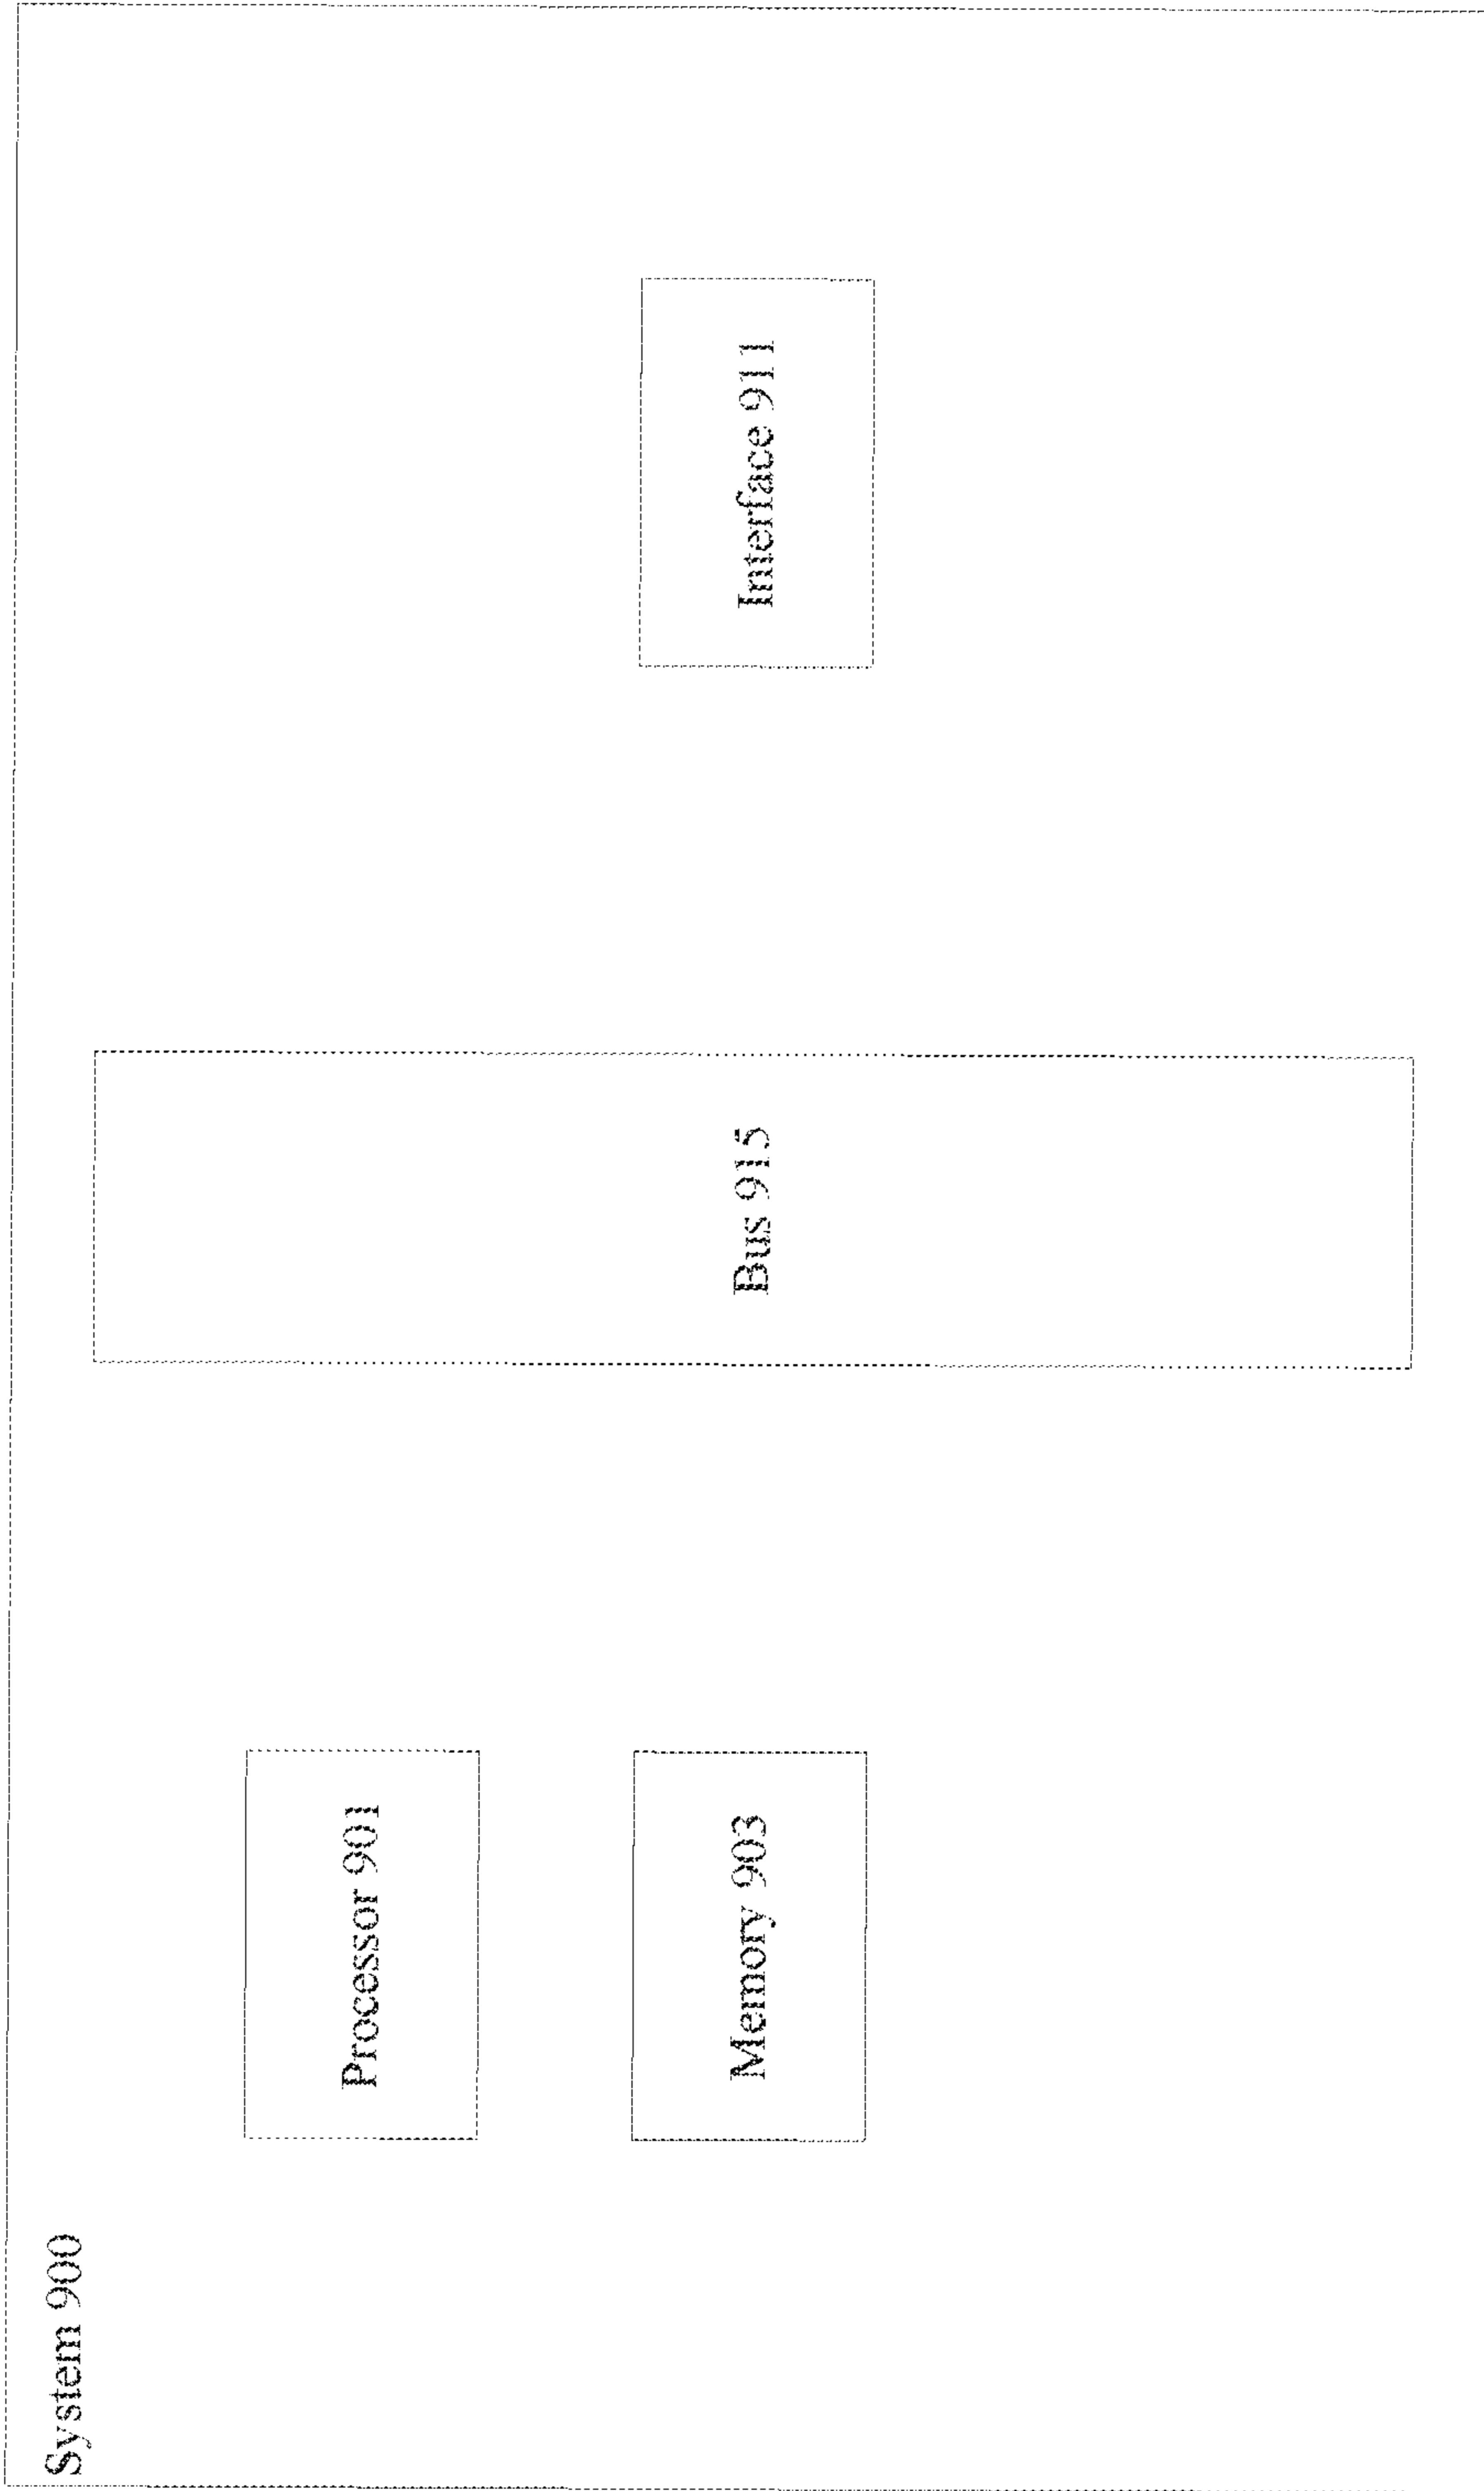 System 900
Processor 901
Memory 903
Bus 915
Interface 911